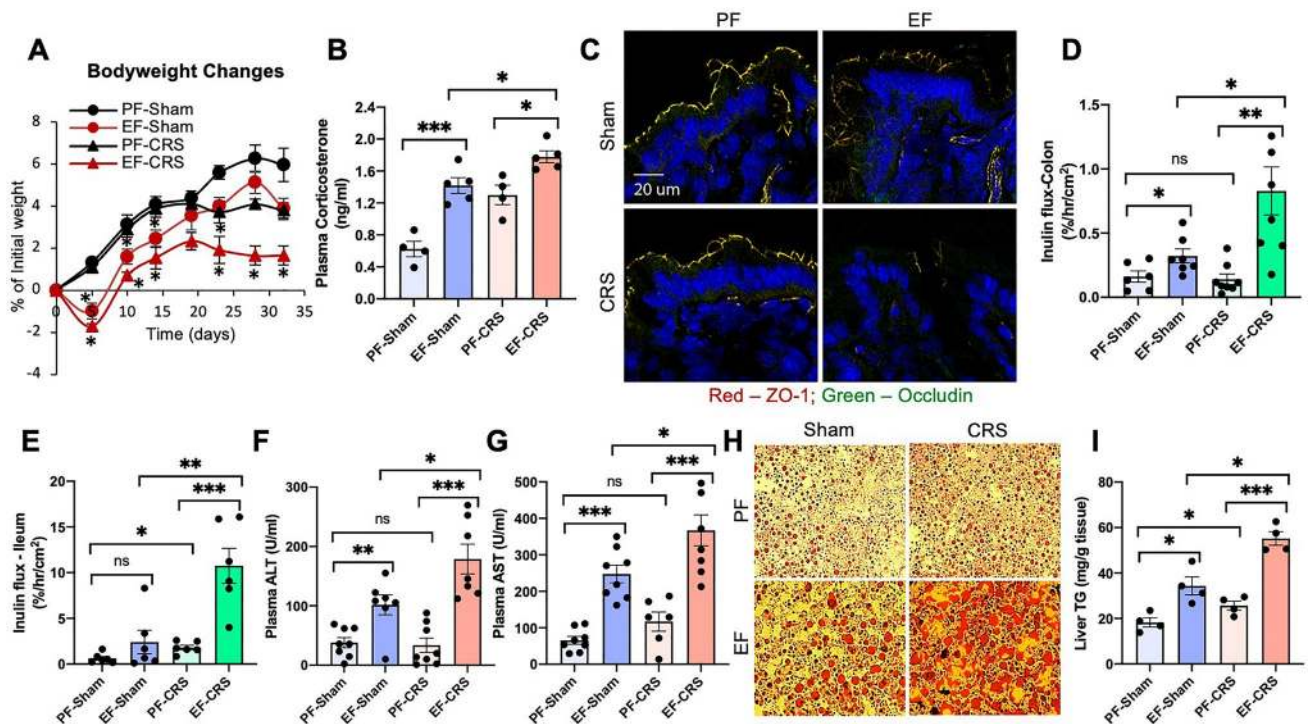 A
Bodyweight Changes
PF-Sham
EF-Sham
PF-CRS
EF-CRS
% of Initial weight
8
6
4
2
0
-2
-4
0 5 10 15 20 25 30 35
Time (days)
* * * * * * * * *
B
Plasma Corticosterone
(ng/ml)
2.4
2.0
1.6
1.2
0.8
0.4
0.0
*
*
***
PF-Sham EF-Sham PF-CRS EF-CRS
C
PF EF
Sham
CRS
20 um
Red – ZO-1; Green – Occludin
D
Inulin flux-Colon
(%/hr/cm2)
1.5
1.0
0.5
0.0
*
**
ns
*
PF-Sham EF-Sham PF-CRS EF-CRS
E
Inulin flux - Ileum
(%/hr/cm2)
20
15
10
5
0
**
***
*
ns
PF-Sham EF-Sham PF-CRS EF-CRS
F
Plasma ALT (U/ml)
300
200
100
0
*
***
ns
**
PF-Sham EF-Sham PF-CRS EF-CRS
G
Plasma AST (U/ml)
500
400
300
200
100
0
*
***
ns
***
PF-Sham EF-Sham PF-CRS EF-CRS
H
Sham CRS
PF
EF
I
Liver TG (mg/g tissue)
80
60
40
20
0
*
***
*
*
PF-Sham EF-Sham PF-CRS EF-CRS